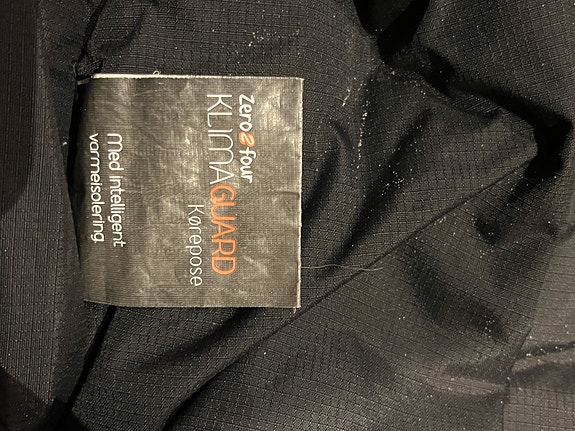 Zero2four
KLIMAGUARD
Kørepose
Med intelligent
varmeisolering